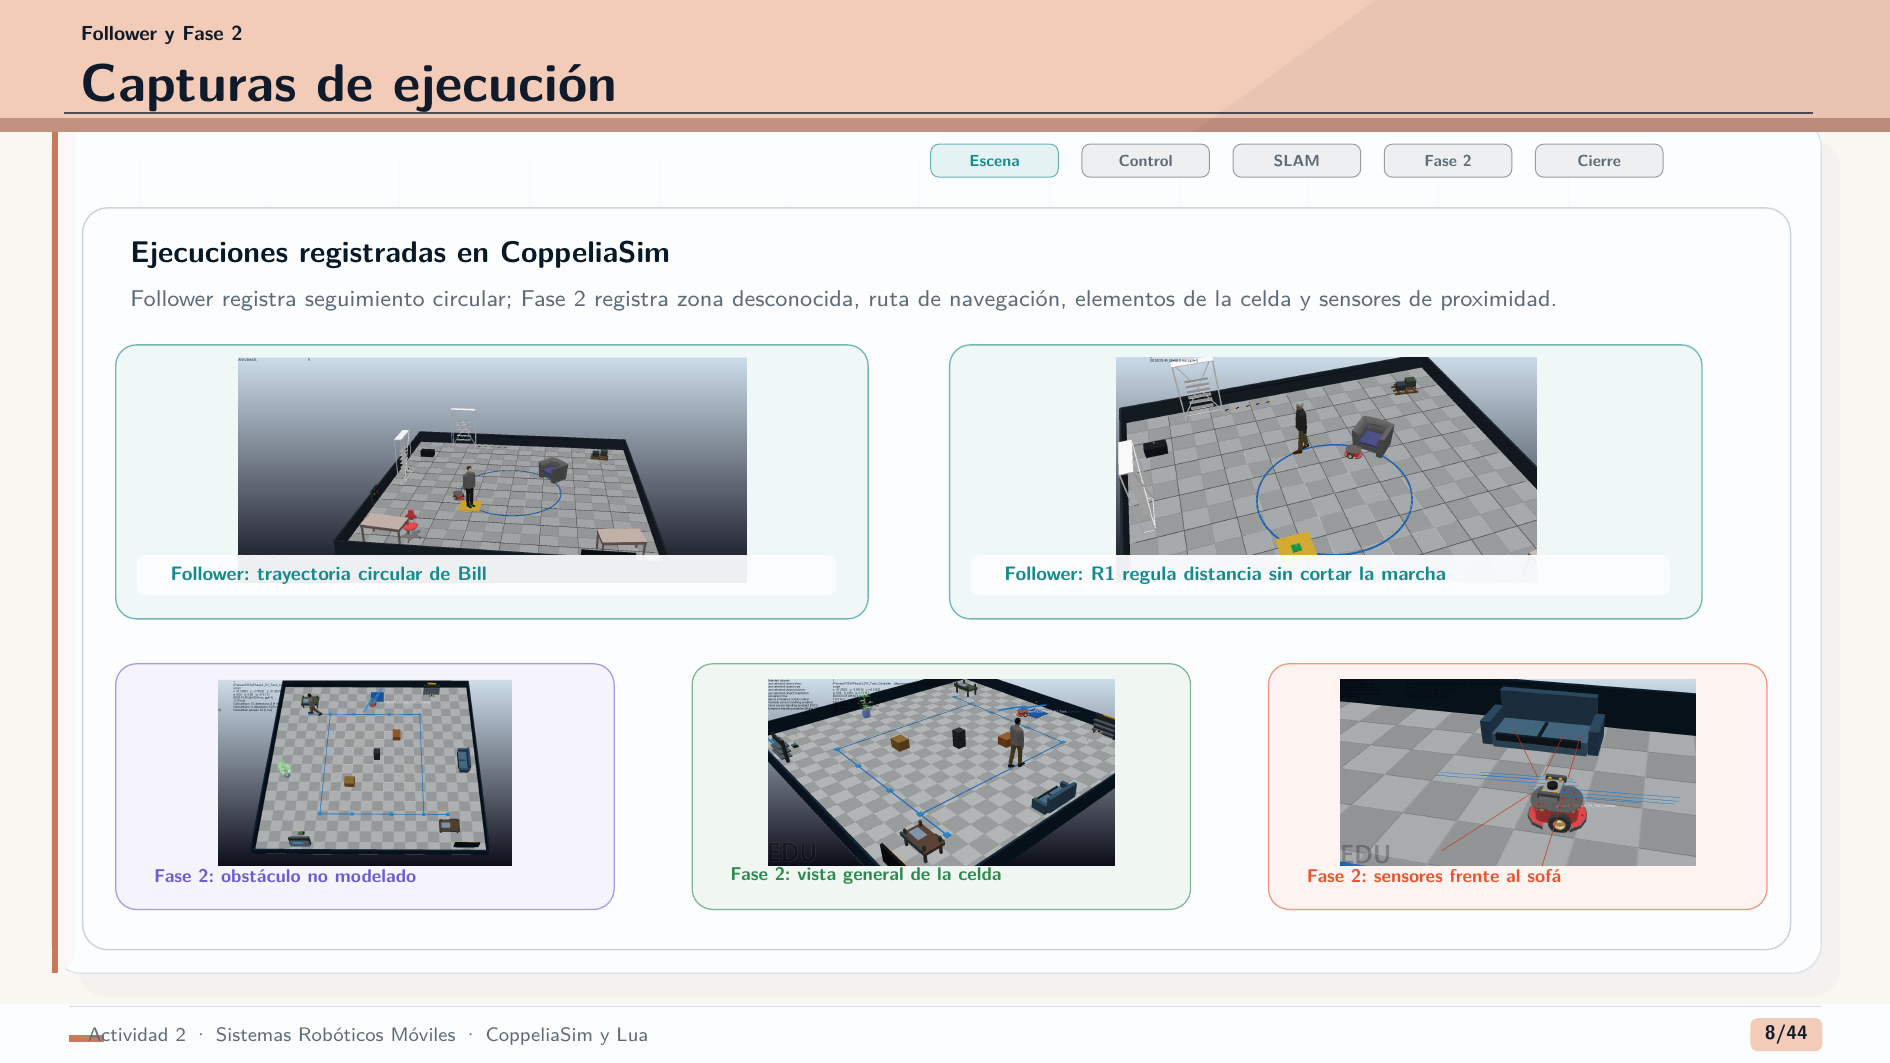 Follower y Fase 2
Capturas de ejecución
Escena
Control
SLAM
Fase 2
Cierre
Ejecuciones registradas en CoppeliaSim
Follower registra seguimiento circular; Fase 2 registra zona desconocida, ruta de navegación, elementos de la celda y sensores de proximidad.
Follower: trayectoria circular de Bill
Follower: R1 regula distancia sin cortar la marcha
EDU
EDU
Fase 2: obstáculo no modelado
Fase 2: vista general de la celda
Fase 2: sensores frente al sofá
Actividad 2 · Sistemas Robóticos Móviles · CoppeliaSim y Lua
8/44